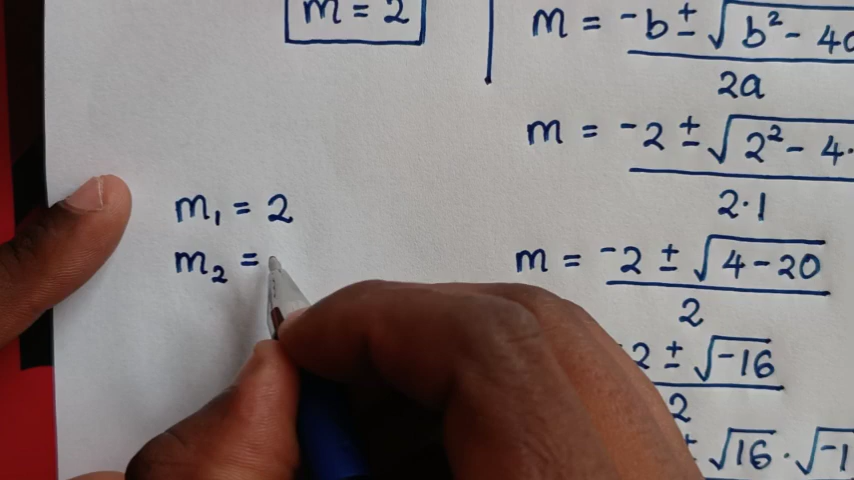 m = 2
m₁ = 2
m₂ =
m = -b ± √b² - 4
2a
m = -2 ± √2² - 4·
2·1
m = -2 ± √4 - 20
2
2 ± √-16
2
± √16 · √-1